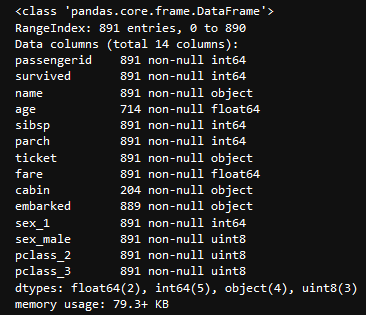 <class 'pandas.core.frame.DataFrame'>
RangeIndex: 891 entries, 0 to 890
Data columns (total 14 columns):
passengerid    891 non-null int64
survived       891 non-null int64
name           891 non-null object
age            714 non-null float64
sibsp          891 non-null int64
parch          891 non-null int64
ticket         891 non-null object
fare           891 non-null float64
cabin          204 non-null object
embarked       889 non-null object
sex_1          891 non-null int64
sex_male       891 non-null uint8
pclass_2       891 non-null uint8
pclass_3       891 non-null uint8
dtypes: float64(2), int64(5), object(4), uint8(3)
memory usage: 79.3+ KB